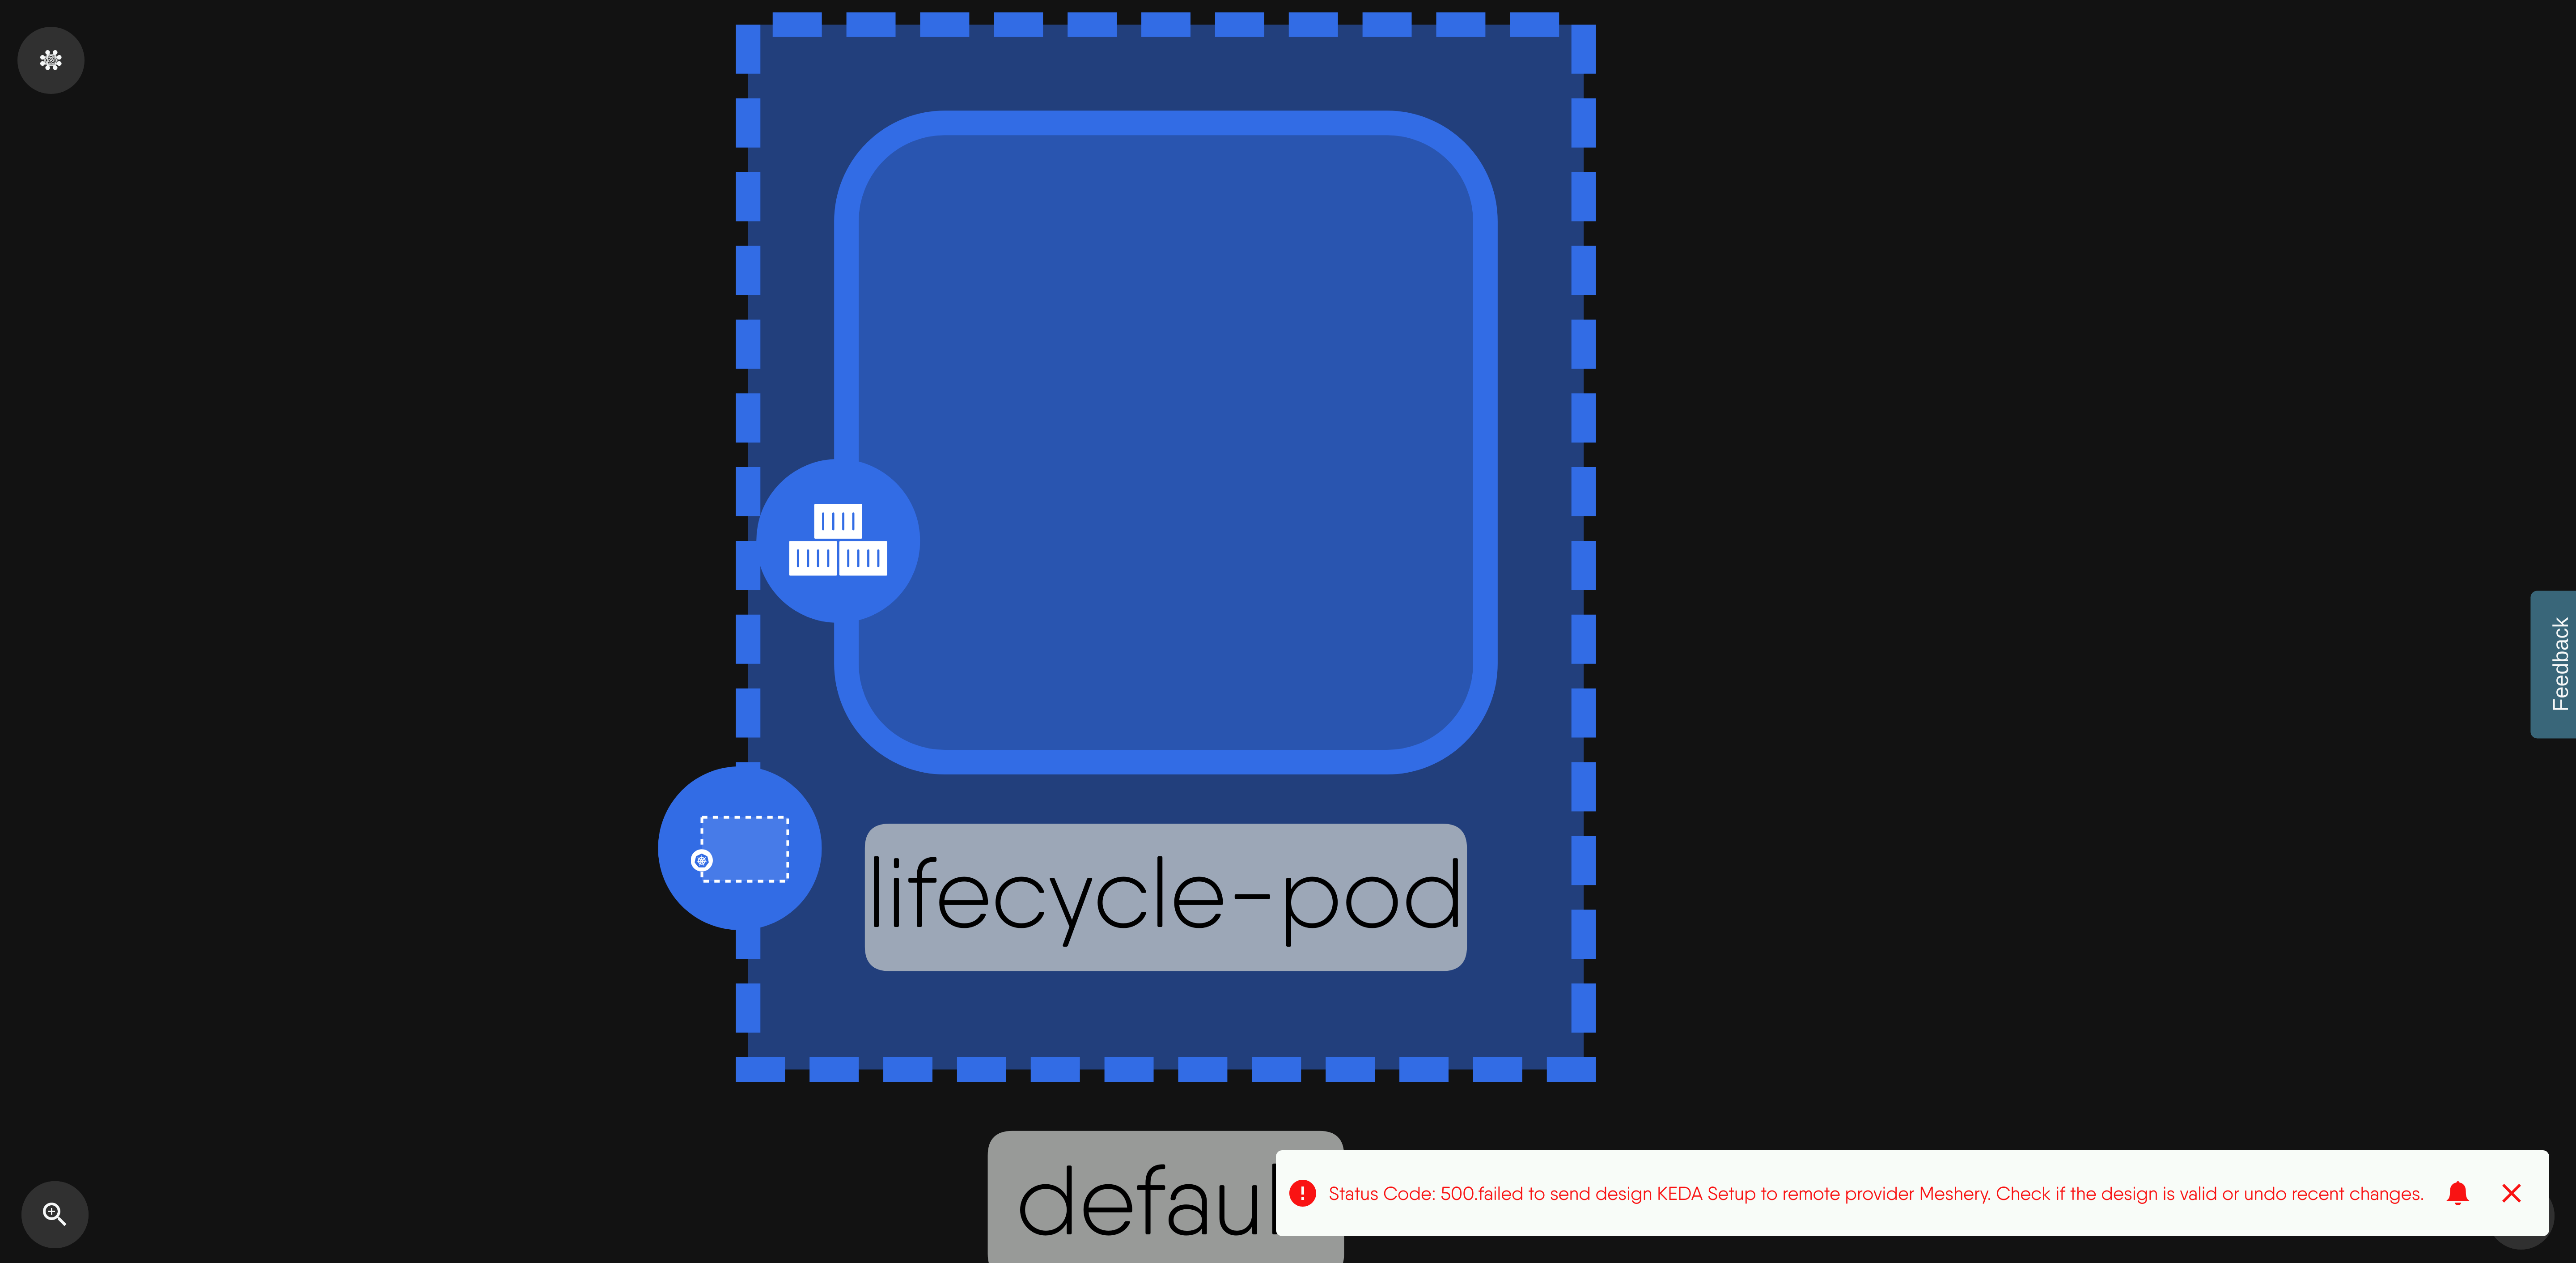 lifecycle-pod
Status Code: 500.failed to send design KEDA Setup to remote provider Meshery. Check if the design is valid or undo recent changes.
Feedback